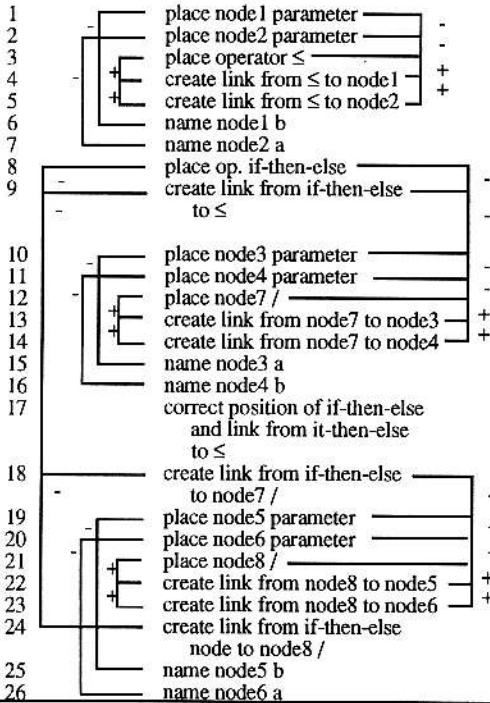 1 place node1 parameter
2 place node2 parameter
3 place operator ≤
4 create link from ≤ to node1
5 create link from ≤ to node2
6 name node1 b
7 name node2 a
8 place op. if-then-else
9 create link from if-then-else
to ≤
10 place node3 parameter
11 place node4 parameter
12 place node7 /
13 create link from node7 to node3
14 create link from node7 to node4
15 name node3 a
16 name node4 b
17 correct position of if-then-else
and link from it-then-else
to ≤
18 create link from if-then-else
to node7 /
19 place node5 parameter
20 place node6 parameter
21 place node8 /
22 create link from node8 to node5
23 create link from node8 to node6
24 create link from if-then-else
node to node8 /
25 name node5 b
26 name node6 a